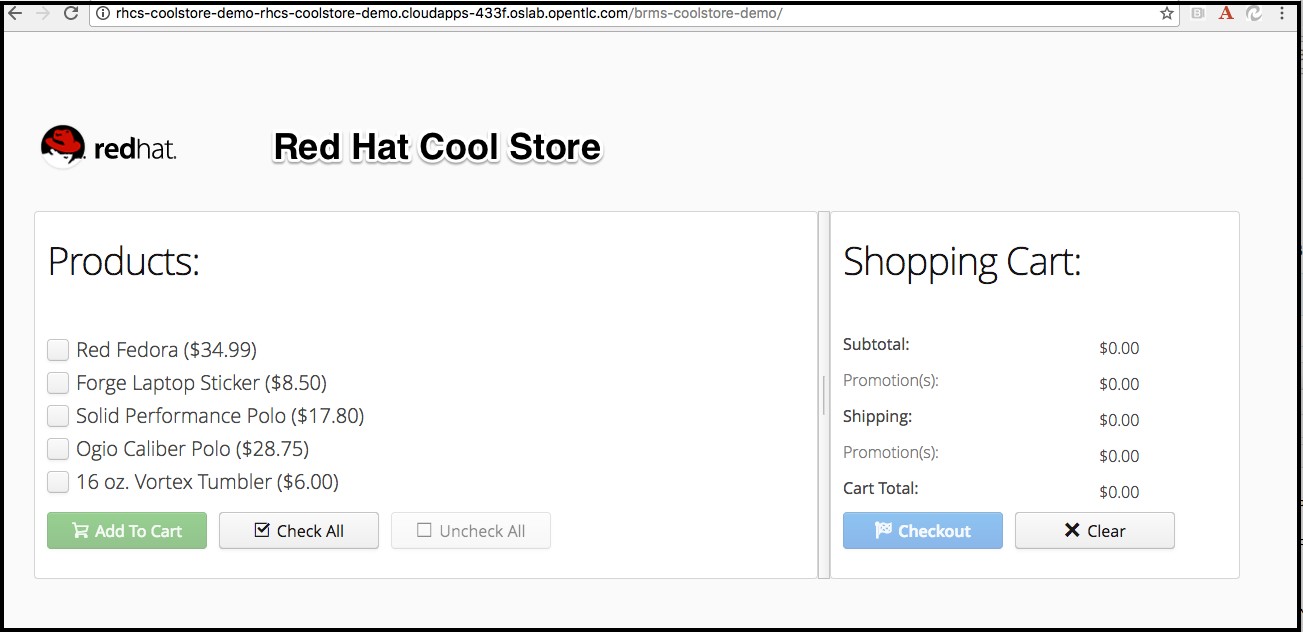 rhcs-coolstore-demo-rhcs-coolstore-demo.cloudapps-433f.oslab.opentlc.com/brms-coolstore-demo/
redhat.
Red Hat Cool Store
Products:
Red Fedora ($34.99)
Forge Laptop Sticker ($8.50)
Solid Performance Polo ($17.80)
Ogio Caliber Polo ($28.75)
16 oz. Vortex Tumbler ($6.00)
Add To Cart Check All Uncheck All
Shopping Cart:
Subtotal: $0.00
Promotion(s): $0.00
Shipping: $0.00
Promotion(s): $0.00
Cart Total: $0.00
Checkout Clear